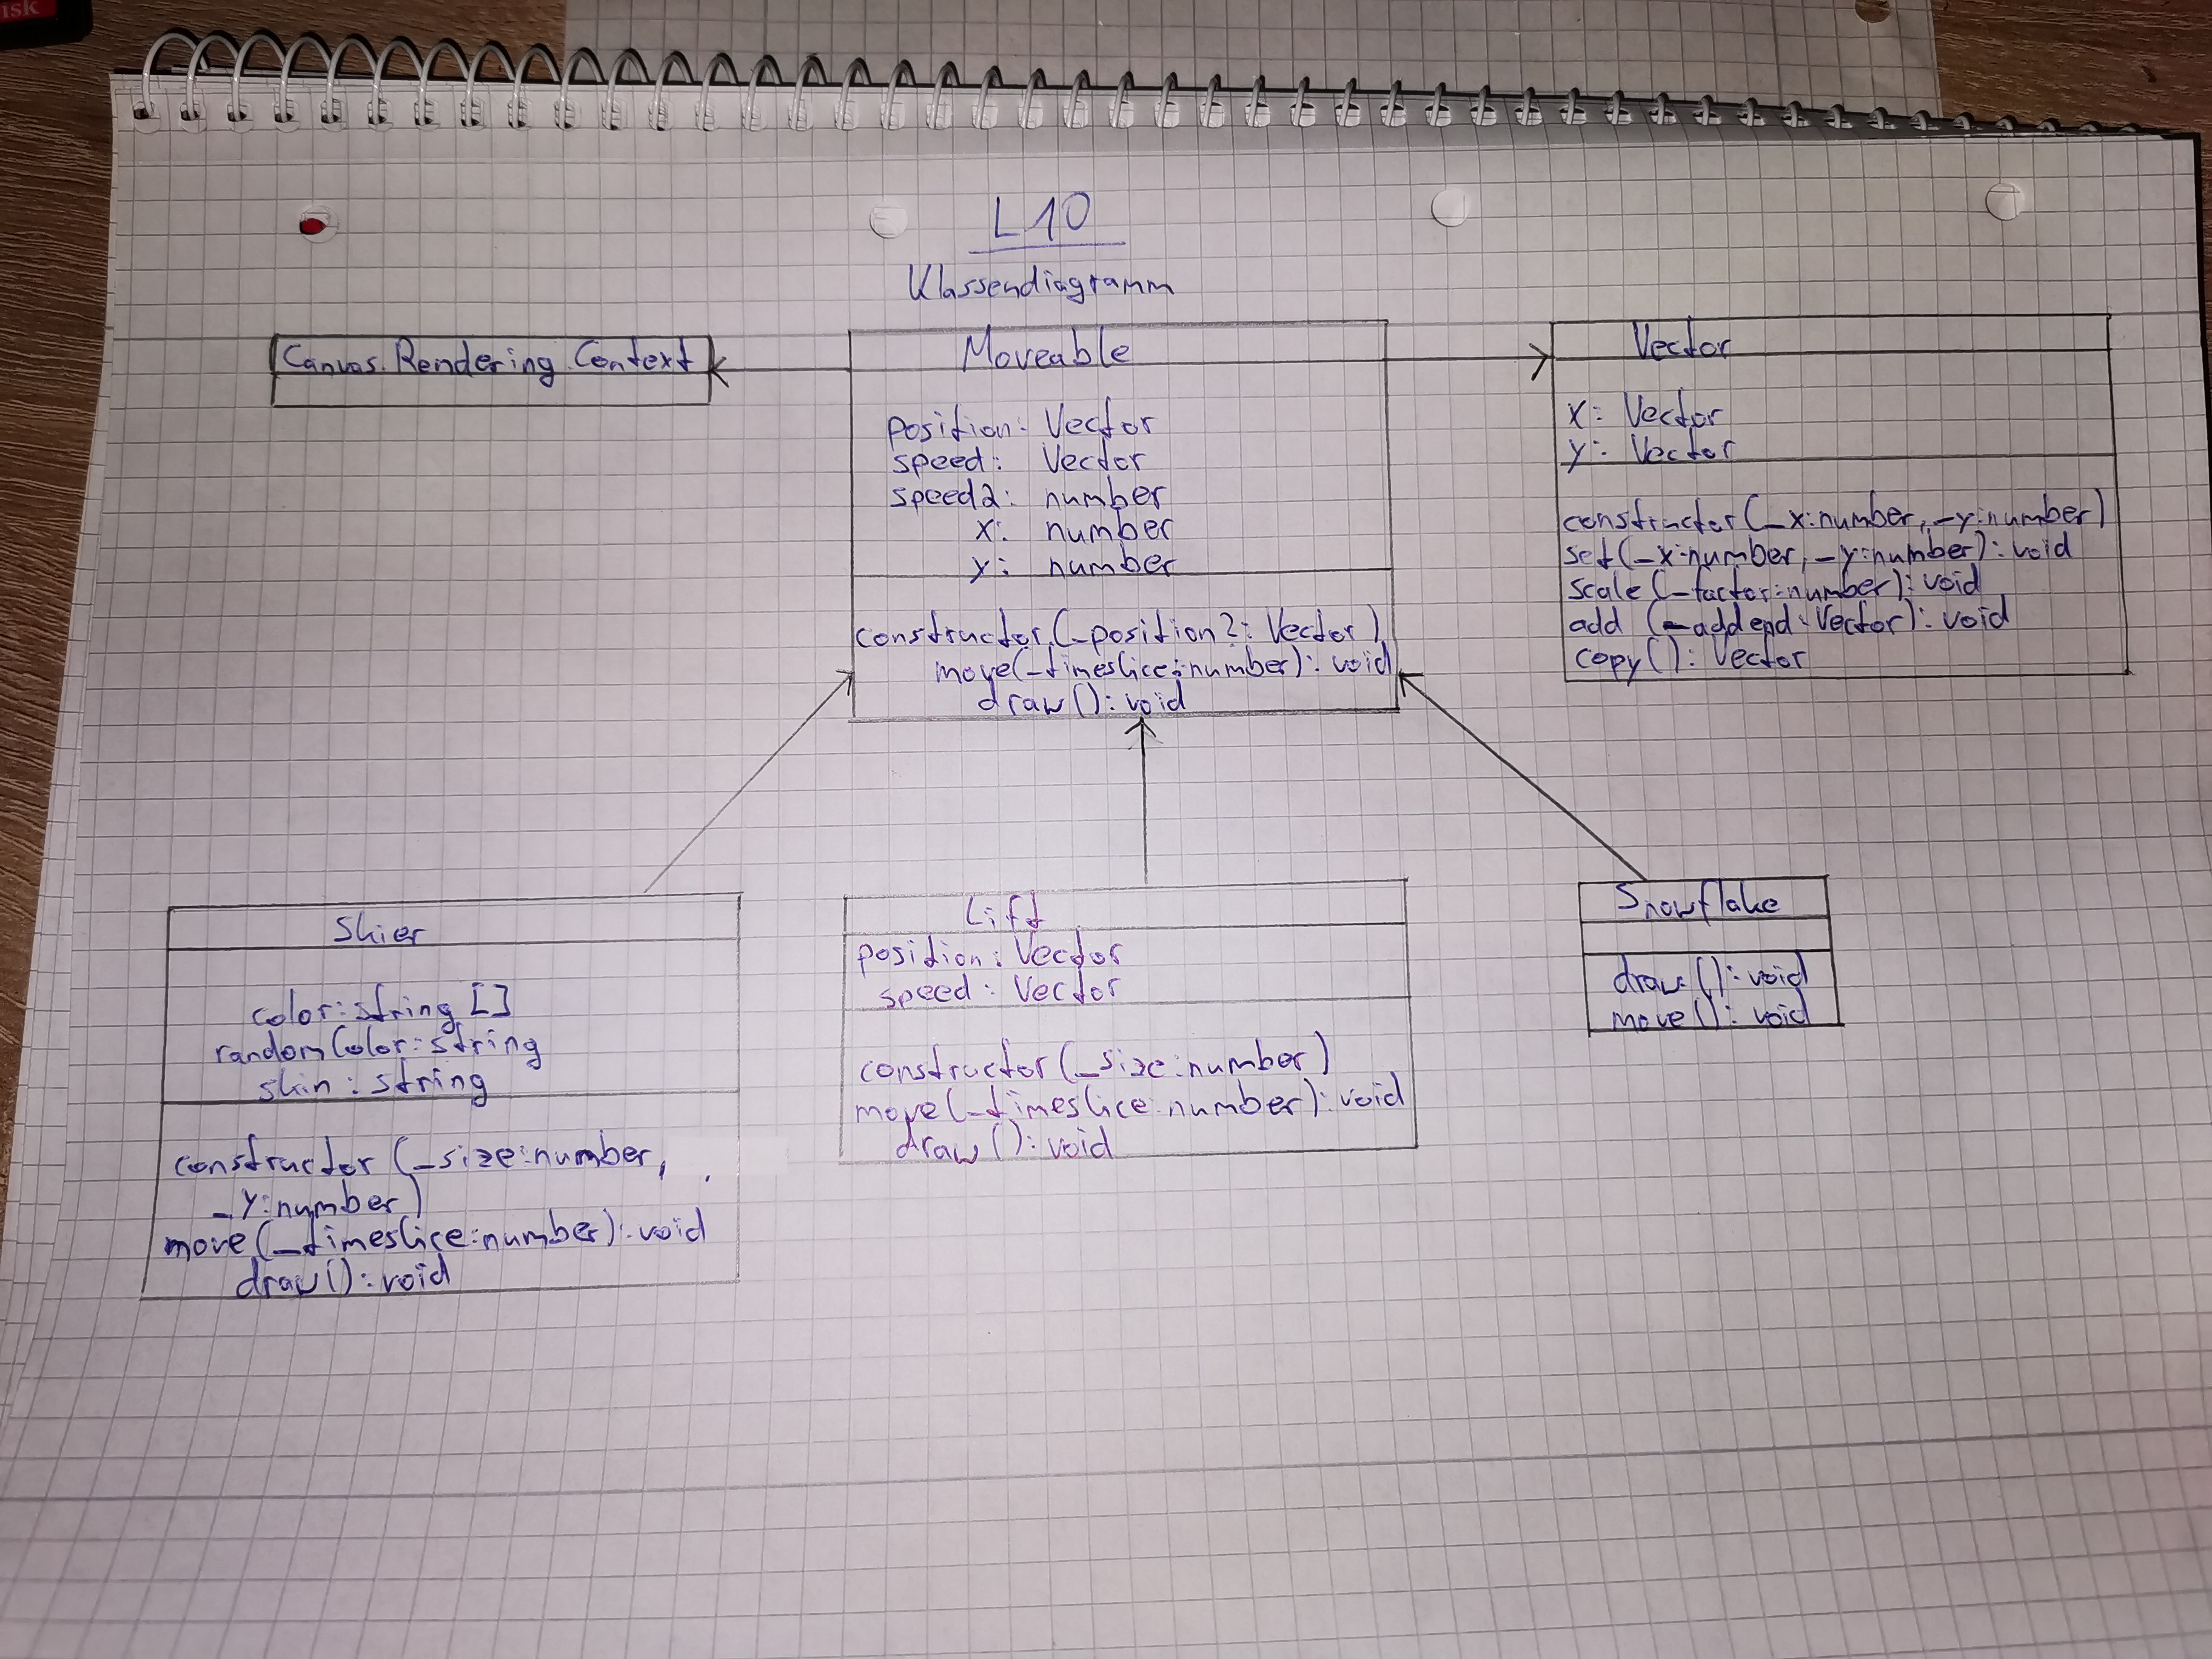 isk
L10
Klassendiagramm
Canvas Rendering Context
Moveable
position: Vector
speed: Vector
speed2: number
x: number
y: number
constructor(_position?: Vector)
move(_timeslice:number): void
draw(): void
Vector
x: Vector
y: Vector
constructor(_x:number, _y:number)
set(_x:number, _y:number): void
scale(_factor:number): void
add (_addend:Vector): void
copy(): Vector
Skier
color:string []
randomColor:string
skin:string
constructor (_size:number,
_y:number)
move(_timeslice:number): void
draw(): void
Lift
position: Vector
speed: Vector
constructor(_size:number)
move(_timeslice:number): void
draw(): void
Snowflake
draw(): void
move(): void